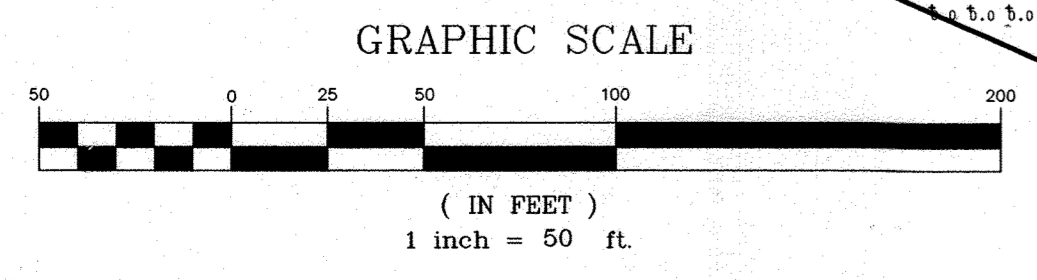 GRAPHIC SCALE
50 0 25 50 100 200
( IN FEET )
1 inch = 50 ft.